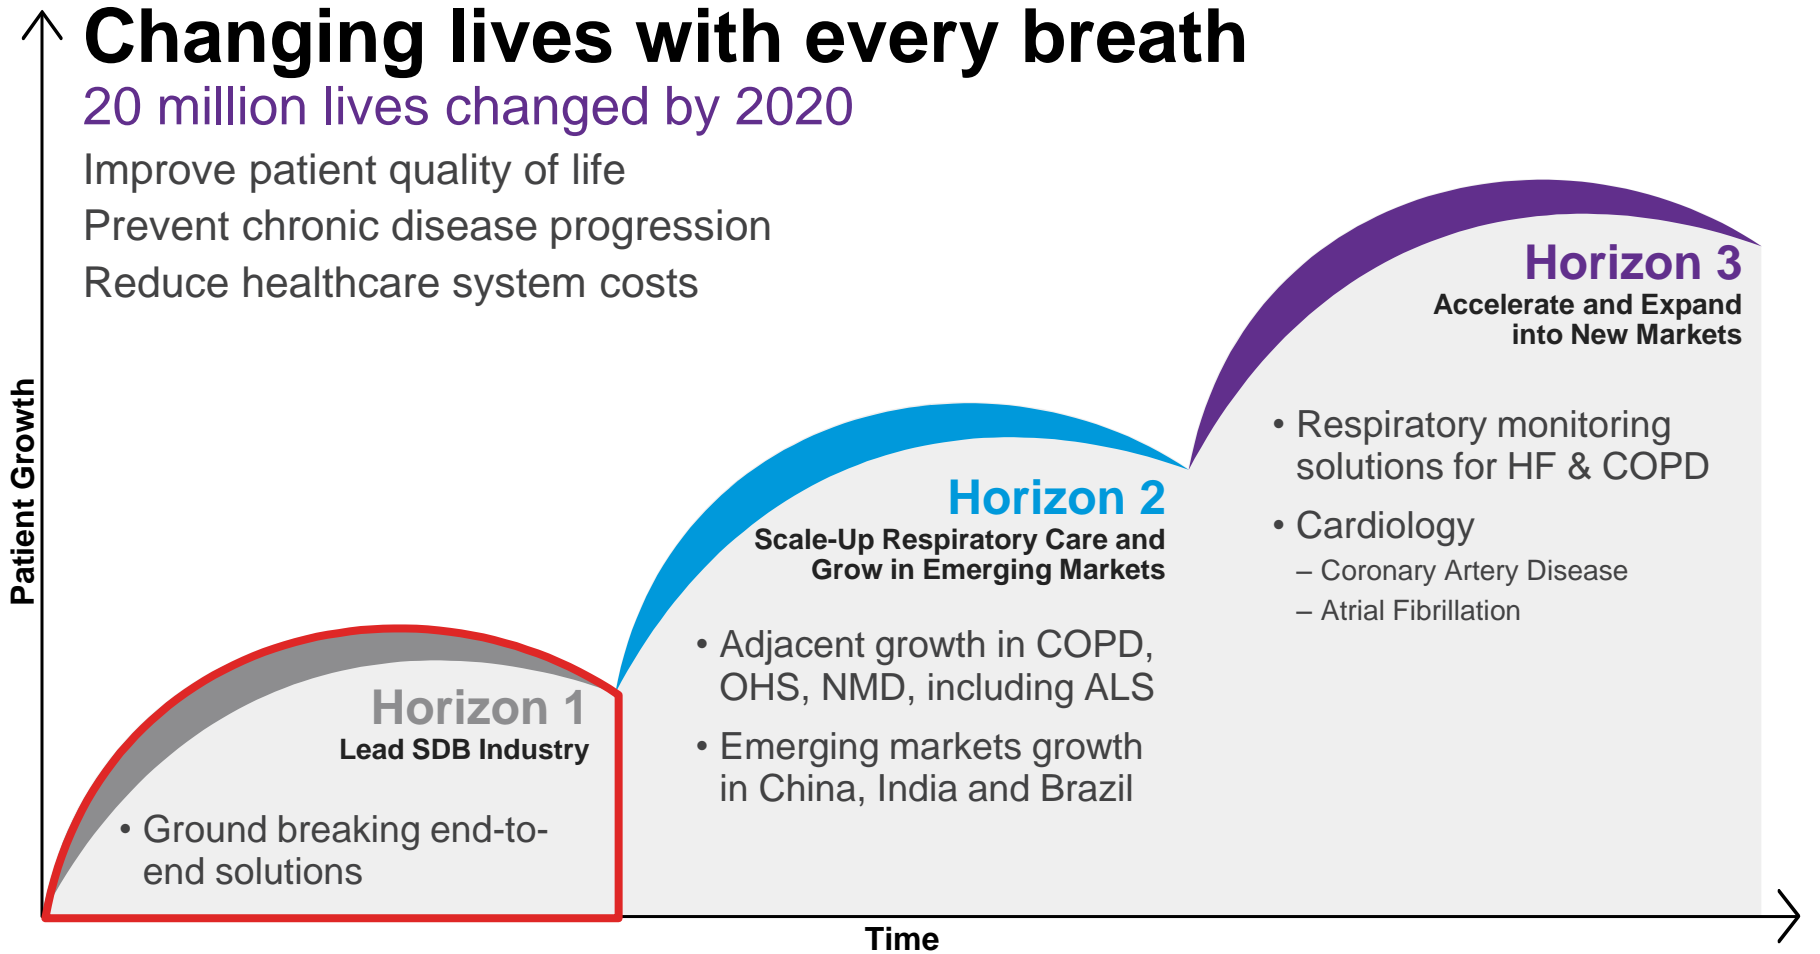 Changing lives with every breath
20 million lives changed by 2020
Improve patient quality of life
Prevent chronic disease progression
Reduce healthcare system costs
Patient Growth
Horizon 1
Lead SDB Industry
• Ground breaking end-to-
end solutions
Horizon 2
Scale-Up Respiratory Care and
Grow in Emerging Markets
• Adjacent growth in COPD,
OHS, NMD, including ALS
• Emerging markets growth
in China, India and Brazil
Horizon 3
Accelerate and Expand
into New Markets
• Respiratory monitoring
solutions for HF & COPD
• Cardiology
– Coronary Artery Disease
– Atrial Fibrillation
Time